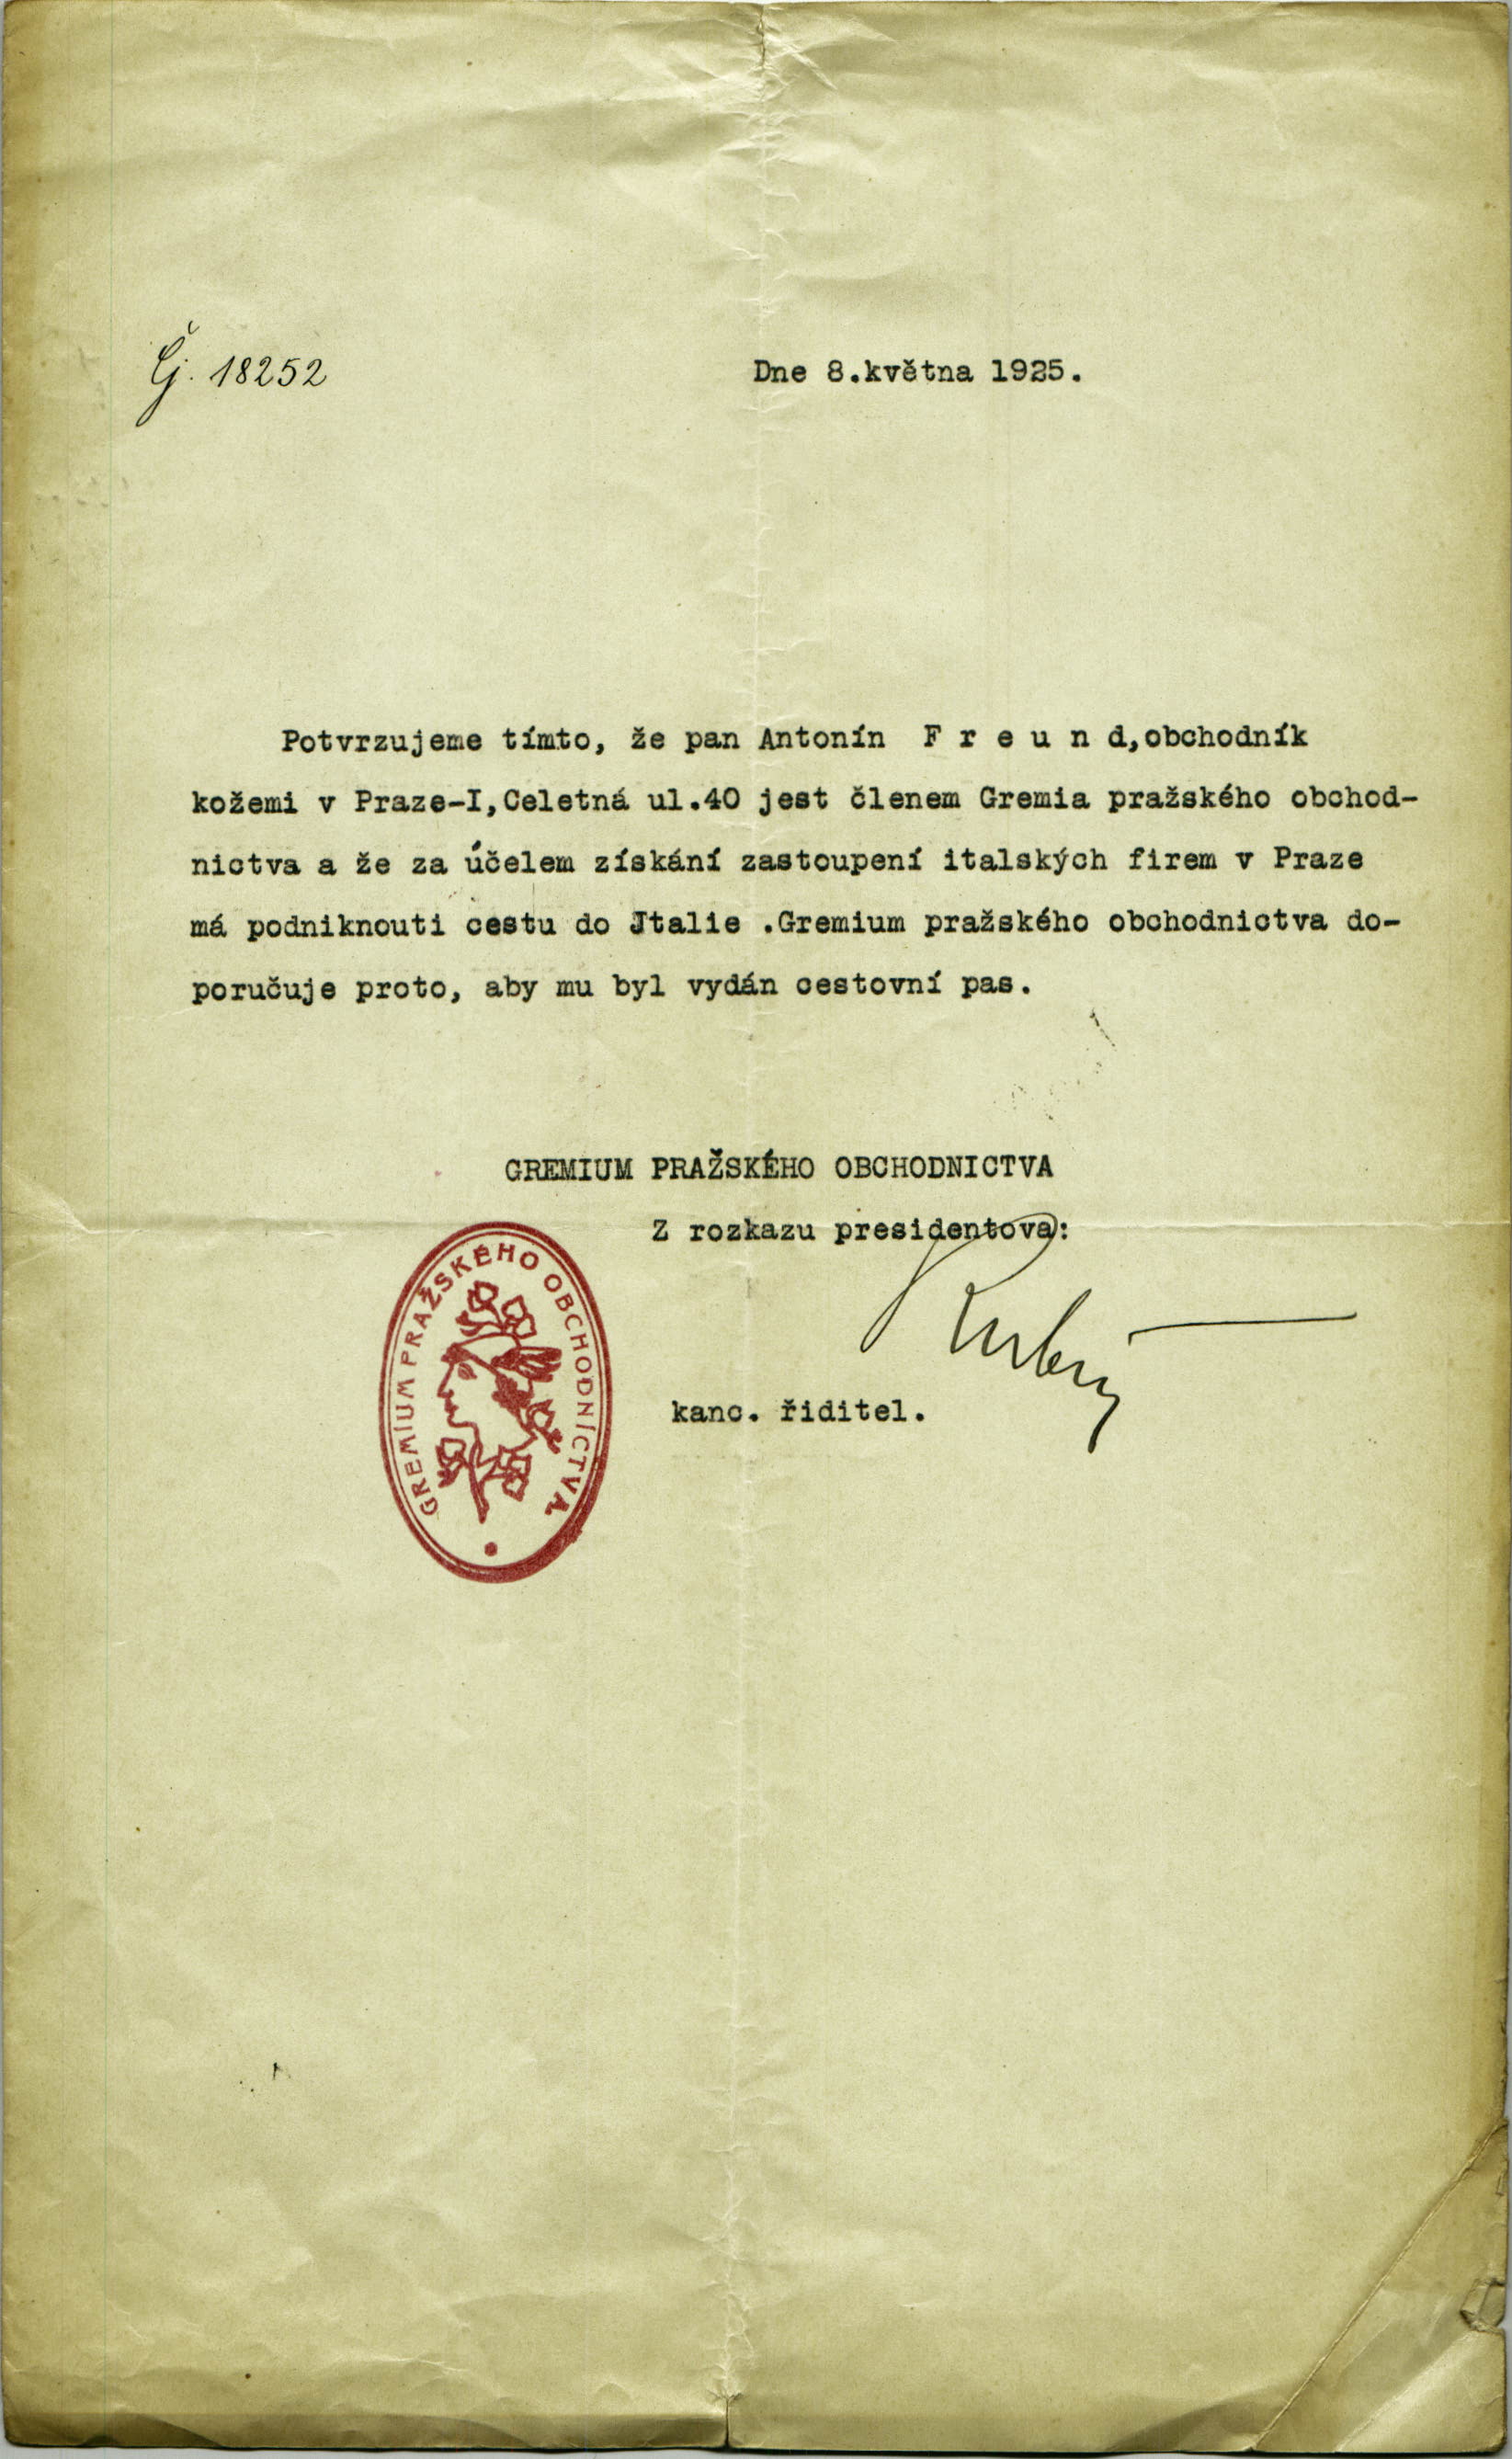 Čj. 18252
Dne 8.května 1925.
Potvrzujeme tímto, že pan Antonín F r e u n d,obchodník
kožemi v Praze-I,Celetná ul.40 jest členem Gremia pražského obchod-
nictva a že za účelem získání zastoupení italských firem v Praze
má podniknouti cestu do Jtalie .Gremium pražského obchodnictva do-
poručuje proto, aby mu byl vydán cestovní pas.
GREMIUM PRAŽSKÉHO OBCHODNICTVA
Z rozkazu presidentova:
kanc. řiditel.
GREMIUM PRAŽSKÉHO OBCHODNICTVA